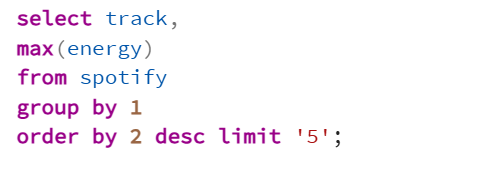 select track,
max(energy)
from spotify
group by 1
order by 2 desc limit '5';